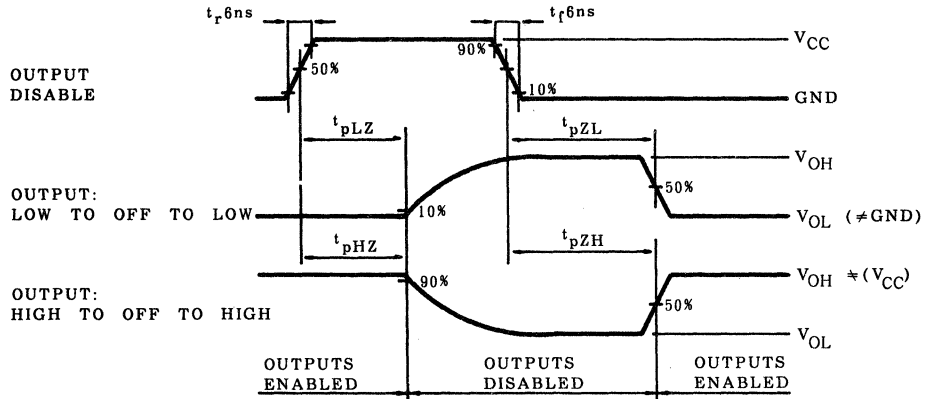 tr6ns
tf6ns
VCC
90%
50%
OUTPUT
DISABLE
10%
GND
tpLZ
tpZL
VOH
50%
OUTPUT:
LOW TO OFF TO LOW
10%
VOL (≠GND)
tpHZ
tpZH
VOH ≒(VCC)
90%
OUTPUT:
HIGH TO OFF TO HIGH
50%
VOL
OUTPUTS
ENABLED
OUTPUTS
DISABLED
OUTPUTS
ENABLED